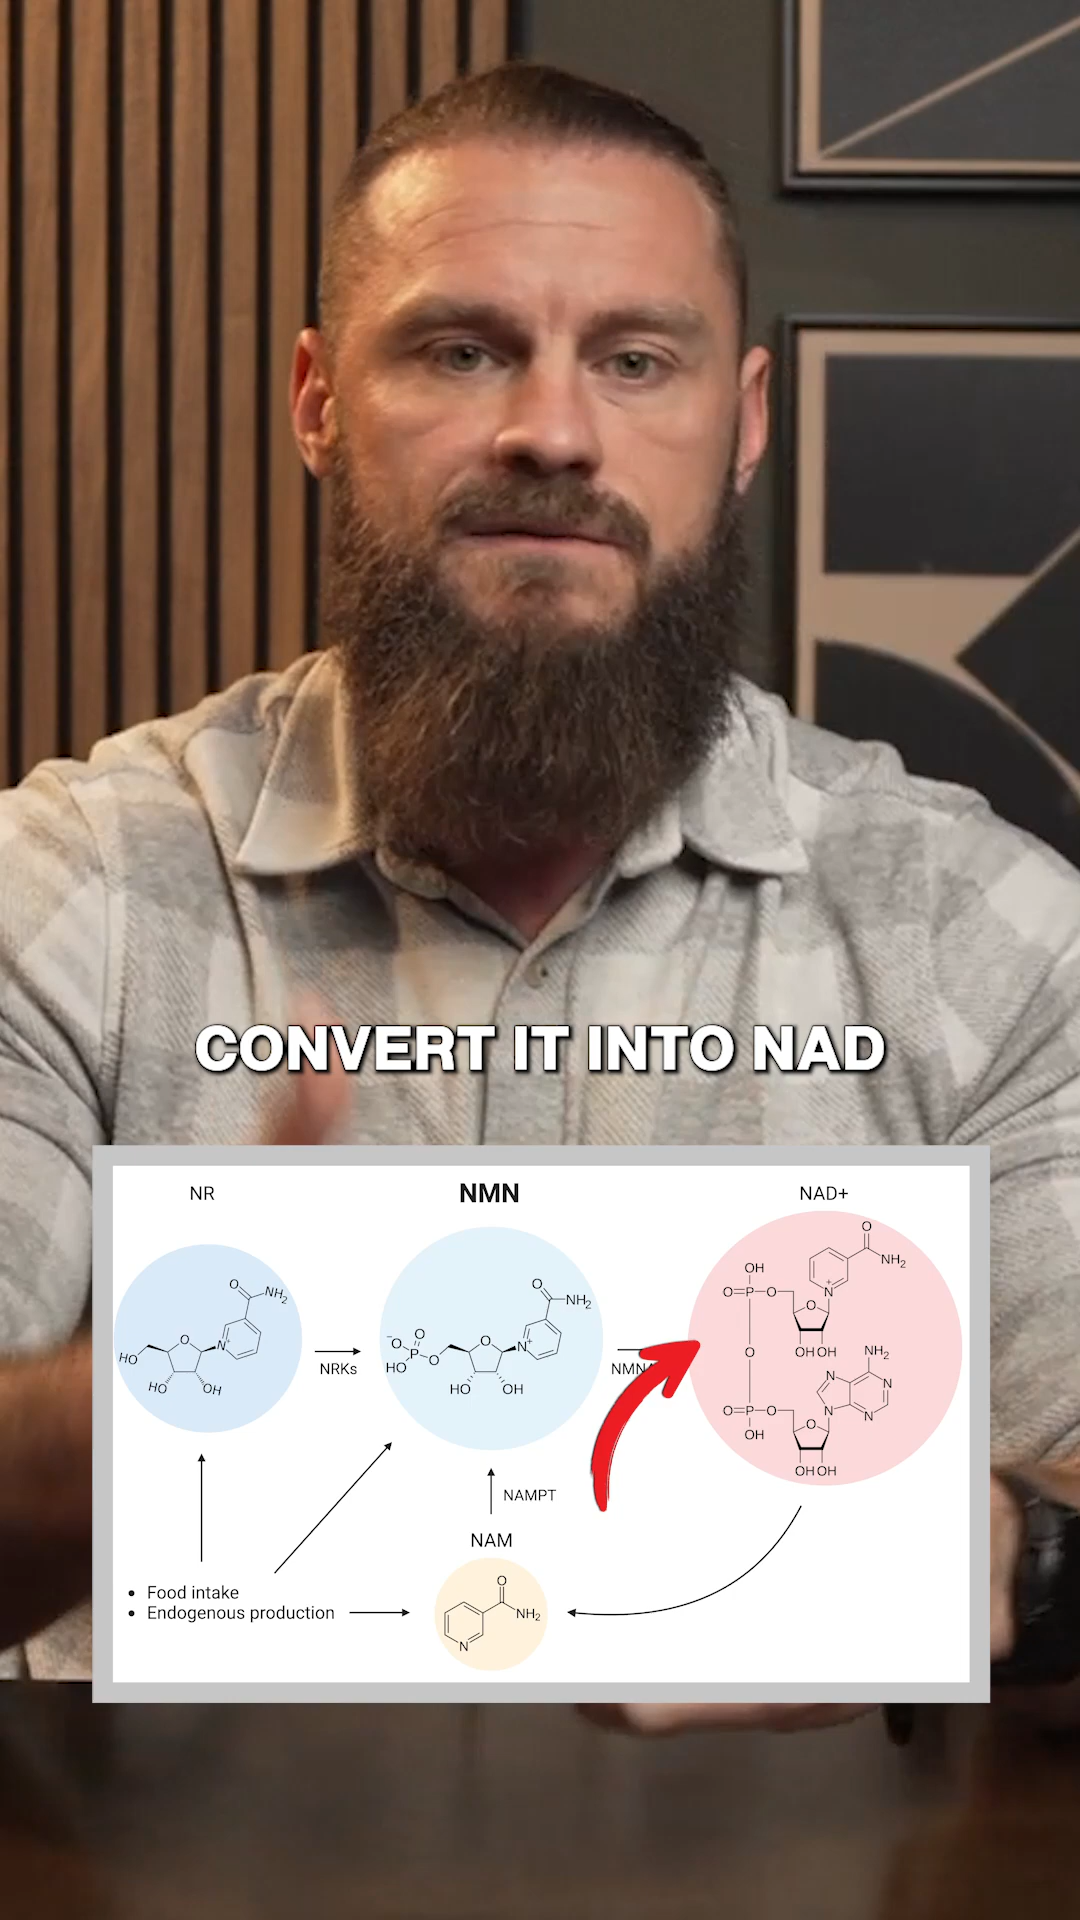 CONVERT IT INTO NAD
NR
NMN
NAD+
O
NH₂
O
N⁺
HO
HO
OH
NRKs
O
NH₂
⁻O
O
P
HO
O
O
N⁺
HO
OH
O
NH₂
OH
O
P
O
N⁺
O
OH
OH
O
NH₂
N
N
N
N
O
P
O
OH
O
OH
OH
NAMPT
NAM
O
NH₂
N
• Food intake
• Endogenous production